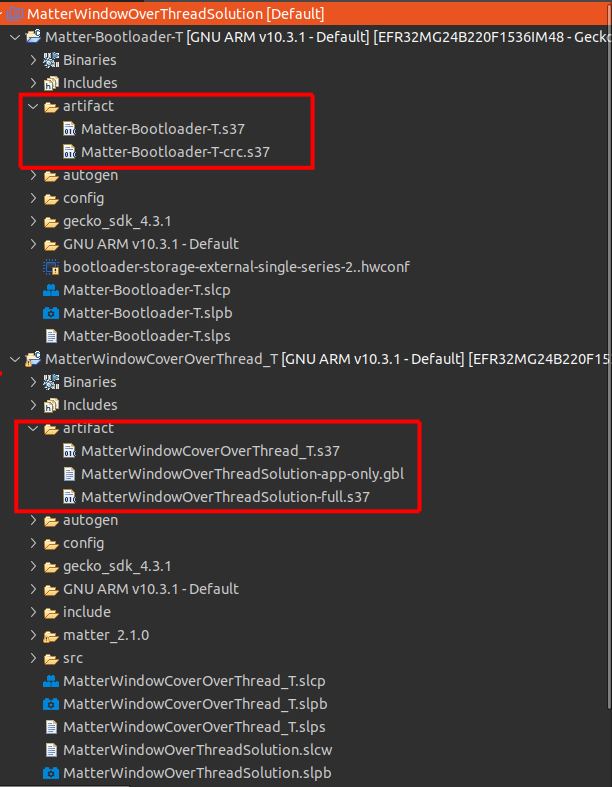 MatterWindowOverThreadSolution [Default]
Matter-Bootloader-T [GNU ARM v10.3.1 - Default] [EFR32MG24B220F1536IM48 - Gecko
Binaries
Includes
artifact
Matter-Bootloader-T.s37
Matter-Bootloader-T-crc.s37
autogen
config
gecko_sdk_4.3.1
GNU ARM v10.3.1 - Default
bootloader-storage-external-single-series-2..hwconf
Matter-Bootloader-T.slcp
Matter-Bootloader-T.slpb
Matter-Bootloader-T.slps
MatterWindowCoverOverThread_T [GNU ARM v10.3.1 - Default] [EFR32MG24B220F15
Binaries
Includes
artifact
MatterWindowCoverOverThread_T.s37
MatterWindowOverThreadSolution-app-only.gbl
MatterWindowOverThreadSolution-full.s37
autogen
config
gecko_sdk_4.3.1
GNU ARM v10.3.1 - Default
include
matter_2.1.0
src
MatterWindowCoverOverThread_T.slcp
MatterWindowCoverOverThread_T.slpb
MatterWindowCoverOverThread_T.slps
MatterWindowOverThreadSolution.slcw
MatterWindowOverThreadSolution.slpb